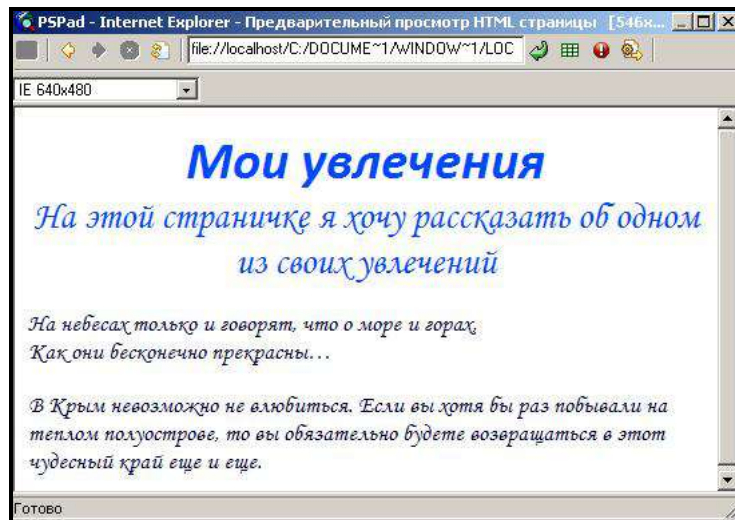 PSPad - Internet Explorer - Предварительный просмотр HTML страницы [546x...
file://localhost/C:/DOCUME~1/WINDOW~1/LOC
IE 640x480
Мои увлечения
На этой страничке я хочу рассказать об одном
из своих увлечений
На небесах только и говорят, что о море и горах,
Как они бесконечно прекрасны…
В Крым невозможно не влюбиться. Если вы хотя бы раз побывали на
теплом полуострове, то вы обязательно будете возвращаться в этот
чудесный край еще и еще.
Готово